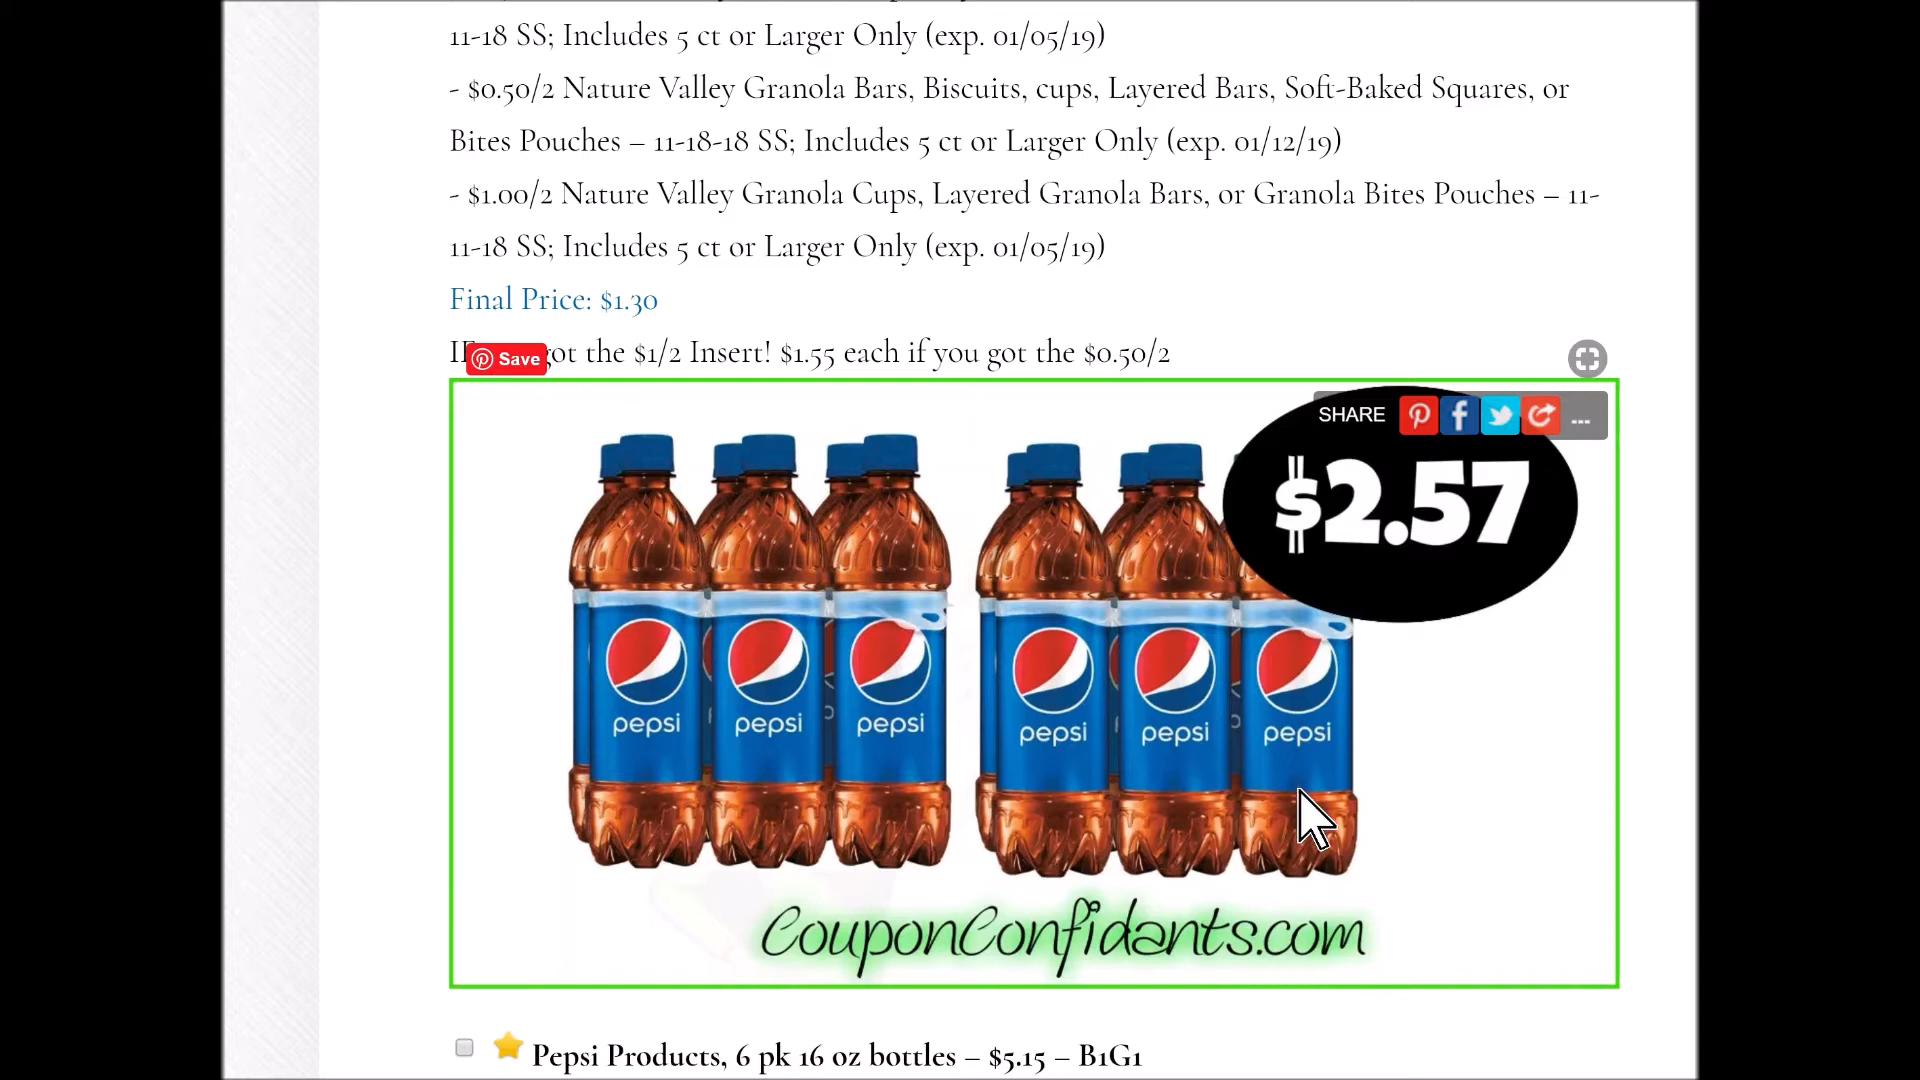 11-18 SS; Includes 5 ct or Larger Only (exp. 01/05/19)
- $0.50/2 Nature Valley Granola Bars, Biscuits, cups, Layered Bars, Soft-Baked Squares, or
Bites Pouches – 11-18-18 SS; Includes 5 ct or Larger Only (exp. 01/12/19)
- $1.00/2 Nature Valley Granola Cups, Layered Granola Bars, or Granola Bites Pouches – 11-
11-18 SS; Includes 5 ct or Larger Only (exp. 01/05/19)
Final Price: $1.30
got the $1/2 Insert! $1.55 each if you got the $0.50/2
Save
SHARE ...
$2.57
pepsi pepsi pepsi pepsi pepsi pepsi
CouponConfidants.com
Pepsi Products, 6 pk 16 oz bottles – $5.15 – B1G1